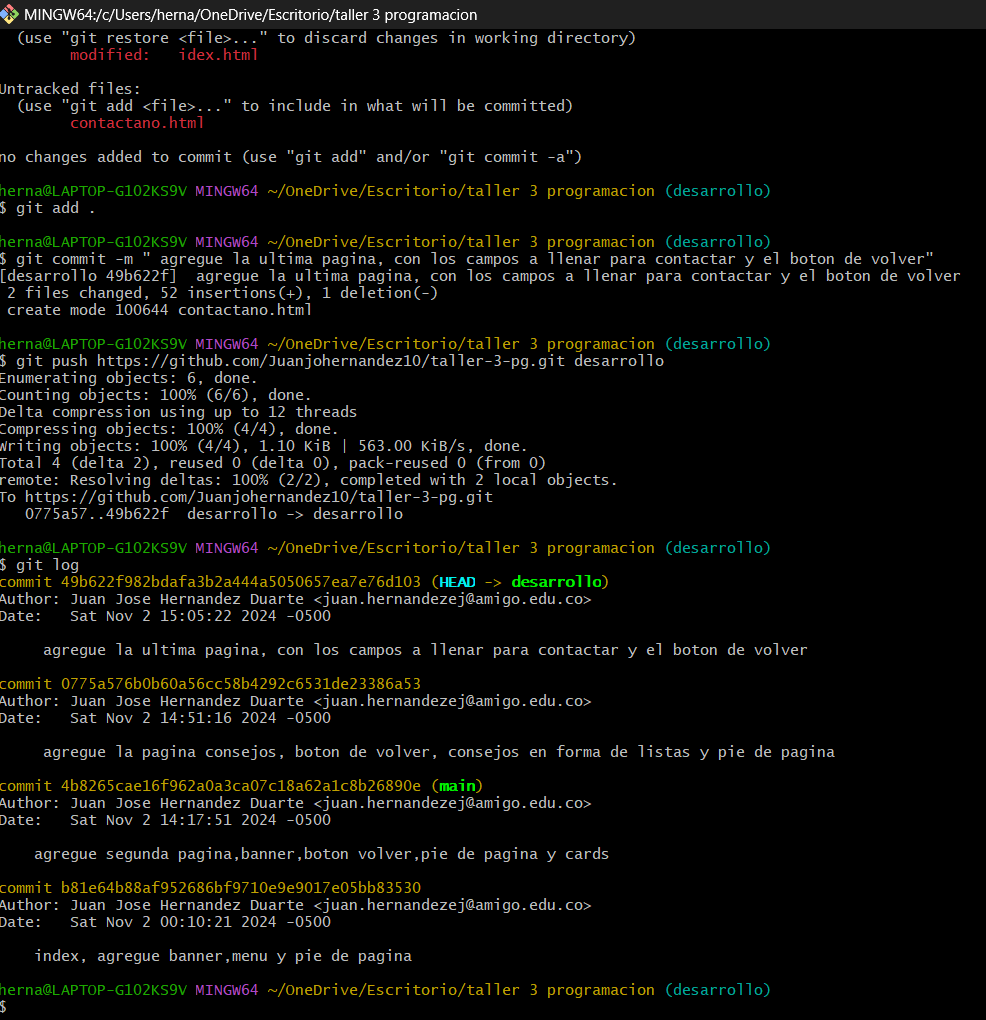 MINGW64:/c/Users/herna/OneDrive/Escritorio/taller 3 programacion
(use "git restore <file>..." to discard changes in working directory)
modified:   idex.html
Untracked files:
(use "git add <file>..." to include in what will be committed)
contactano.html
no changes added to commit (use "git add" and/or "git commit -a")
herna@LAPTOP-G1O2KS9V MINGW64 ~/OneDrive/Escritorio/taller 3 programacion (desarrollo)
$ git add .
herna@LAPTOP-G1O2KS9V MINGW64 ~/OneDrive/Escritorio/taller 3 programacion (desarrollo)
$ git commit -m " agregue la ultima pagina, con los campos a llenar para contactar y el boton de volver"
[desarrollo 49b622f]  agregue la ultima pagina, con los campos a llenar para contactar y el boton de volver
2 files changed, 52 insertions(+), 1 deletion(-)
create mode 100644 contactano.html
herna@LAPTOP-G1O2KS9V MINGW64 ~/OneDrive/Escritorio/taller 3 programacion (desarrollo)
$ git push https://github.com/Juanjohernandez10/taller-3-pg.git desarrollo
Enumerating objects: 6, done.
Counting objects: 100% (6/6), done.
Delta compression using up to 12 threads
Compressing objects: 100% (4/4), done.
Writing objects: 100% (4/4), 1.10 KiB | 563.00 KiB/s, done.
Total 4 (delta 2), reused 0 (delta 0), pack-reused 0 (from 0)
remote: Resolving deltas: 100% (2/2), completed with 2 local objects.
To https://github.com/Juanjohernandez10/taller-3-pg.git
0775a57..49b622f  desarrollo -> desarrollo
herna@LAPTOP-G1O2KS9V MINGW64 ~/OneDrive/Escritorio/taller 3 programacion (desarrollo)
$ git log
commit 49b622f982bdafa3b2a444a5050657ea7e76d103 (HEAD -> desarrollo)
Author: Juan Jose Hernandez Duarte <juan.hernandezej@amigo.edu.co>
Date:   Sat Nov 2 15:05:22 2024 -0500
agregue la ultima pagina, con los campos a llenar para contactar y el boton de volver
commit 0775a576b0b60a56cc58b4292c6531de23386a53
Author: Juan Jose Hernandez Duarte <juan.hernandezej@amigo.edu.co>
Date:   Sat Nov 2 14:51:16 2024 -0500
agregue la pagina consejos, boton de volver, consejos en forma de listas y pie de pagina
commit 4b8265cae16f962a0a3ca07c18a62a1c8b26890e (main)
Author: Juan Jose Hernandez Duarte <juan.hernandezej@amigo.edu.co>
Date:   Sat Nov 2 14:17:51 2024 -0500
agregue segunda pagina,banner,boton volver,pie de pagina y cards
commit b81e64b88af952686bf9710e9e9017e05bb83530
Author: Juan Jose Hernandez Duarte <juan.hernandezej@amigo.edu.co>
Date:   Sat Nov 2 00:10:21 2024 -0500
index, agregue banner,menu y pie de pagina
herna@LAPTOP-G1O2KS9V MINGW64 ~/OneDrive/Escritorio/taller 3 programacion (desarrollo)
$